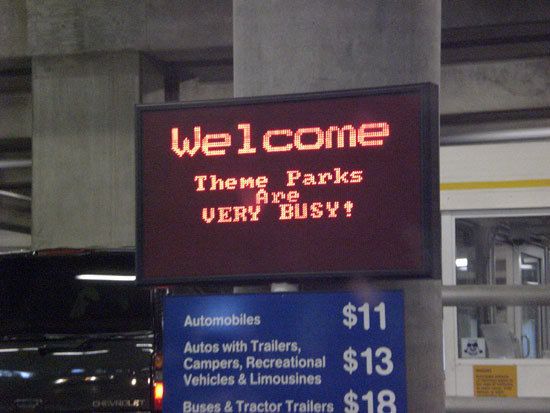 Welcome
Theme Parks
Are
VERY BUSY!
Automobiles $11
Autos with Trailers,
Campers, Recreational $13
Vehicles & Limousines
Buses & Tractor Trailers $18
CHEVROLET